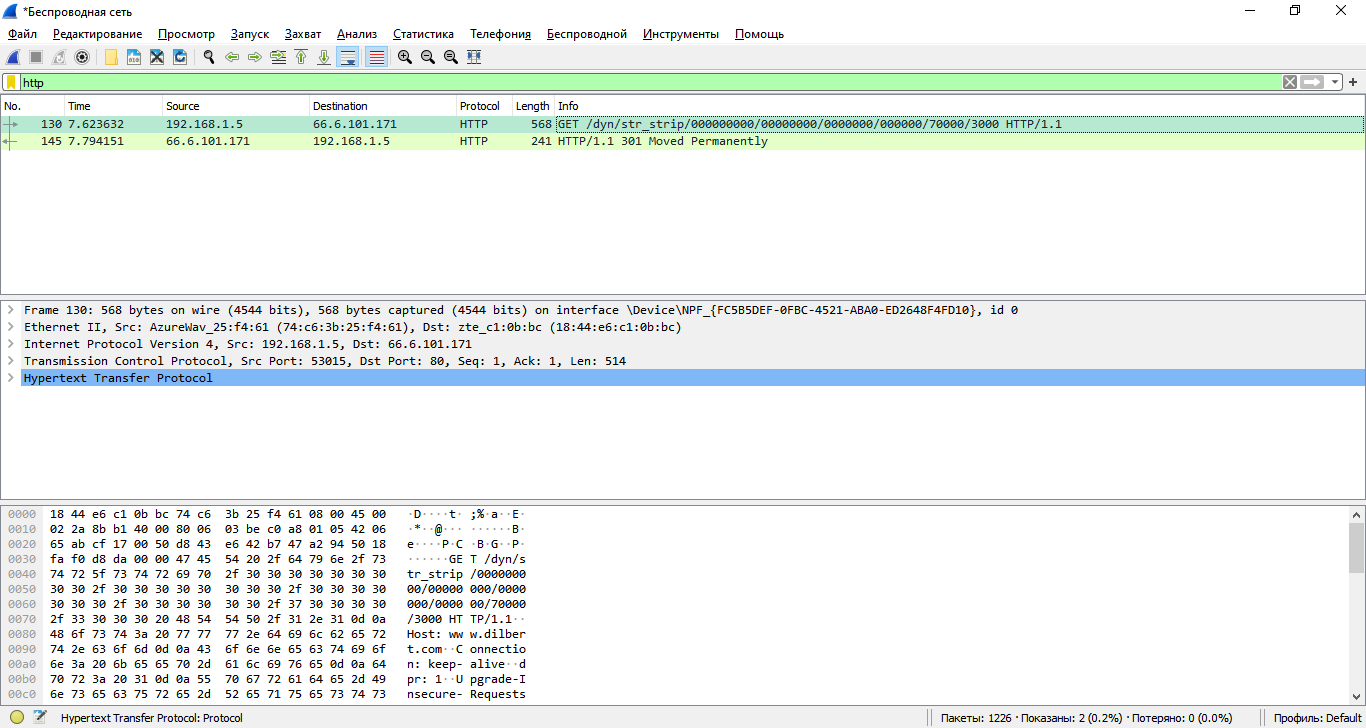 *Беспроводная сеть
Файл Редактирование Просмотр Запуск Захват Анализ Статистика Телефония Беспроводной Инструменты Помощь
http
No. Time Source Destination Protocol Length Info
130 7.623632 192.168.1.5 66.6.101.171 HTTP 568 GET /dyn/str_strip/000000000/00000000/0000000/000000/70000/3000 HTTP/1.1
145 7.794151 66.6.101.171 192.168.1.5 HTTP 241 HTTP/1.1 301 Moved Permanently
Frame 130: 568 bytes on wire (4544 bits), 568 bytes captured (4544 bits) on interface \Device\NPF_{FC5B5DEF-0FBC-4521-ABA0-ED2648F4FD10}, id 0
Ethernet II, Src: AzureWav_25:f4:61 (74:c6:3b:25:f4:61), Dst: zte_c1:0b:bc (18:44:e6:c1:0b:bc)
Internet Protocol Version 4, Src: 192.168.1.5, Dst: 66.6.101.171
Transmission Control Protocol, Src Port: 53015, Dst Port: 80, Seq: 1, Ack: 1, Len: 514
Hypertext Transfer Protocol
0000 18 44 e6 c1 0b bc 74 c6 3b 25 f4 61 08 00 45 00 ·D····t· ;%·a··E·
0010 02 2a 8b b1 40 00 80 06 03 be c0 a8 01 05 42 06 ·*··@··· ······B·
0020 65 ab cf 17 00 50 d8 43 e6 42 b7 47 a2 94 50 18 e····P·C ·B·G··P·
0030 fa f0 d8 da 00 00 47 45 54 20 2f 64 79 6e 2f 73 ······GE T /dyn/s
0040 74 72 5f 73 74 72 69 70 2f 30 30 30 30 30 30 30 tr_strip /0000000
0050 30 30 2f 30 30 30 30 30 30 30 30 2f 30 30 30 30 00/00000 000/0000
0060 30 30 30 2f 30 30 30 30 30 30 2f 37 30 30 30 30 000/0000 00/70000
0070 2f 33 30 30 30 20 48 54 54 50 2f 31 2e 31 0d 0a /3000 HT TP/1.1··
0080 48 6f 73 74 3a 20 77 77 77 2e 64 69 6c 62 65 72 Host: ww w.dilber
0090 74 2e 63 6f 6d 0d 0a 43 6f 6e 6e 65 63 74 69 6f t.com··C onnectio
00a0 6e 3a 20 6b 65 65 70 2d 61 6c 69 76 65 0d 0a 64 n: keep- alive··d
00b0 70 72 3a 20 31 0d 0a 55 70 67 72 61 64 65 2d 49 pr: 1··U pgrade-I
00c0 6e 73 65 63 75 72 65 2d 52 65 71 75 65 73 74 73 nsecure- Requests
Hypertext Transfer Protocol: Protocol
Пакеты: 1226 · Показаны: 2 (0.2%) · Потеряно: 0 (0.0%)
Профиль: Default